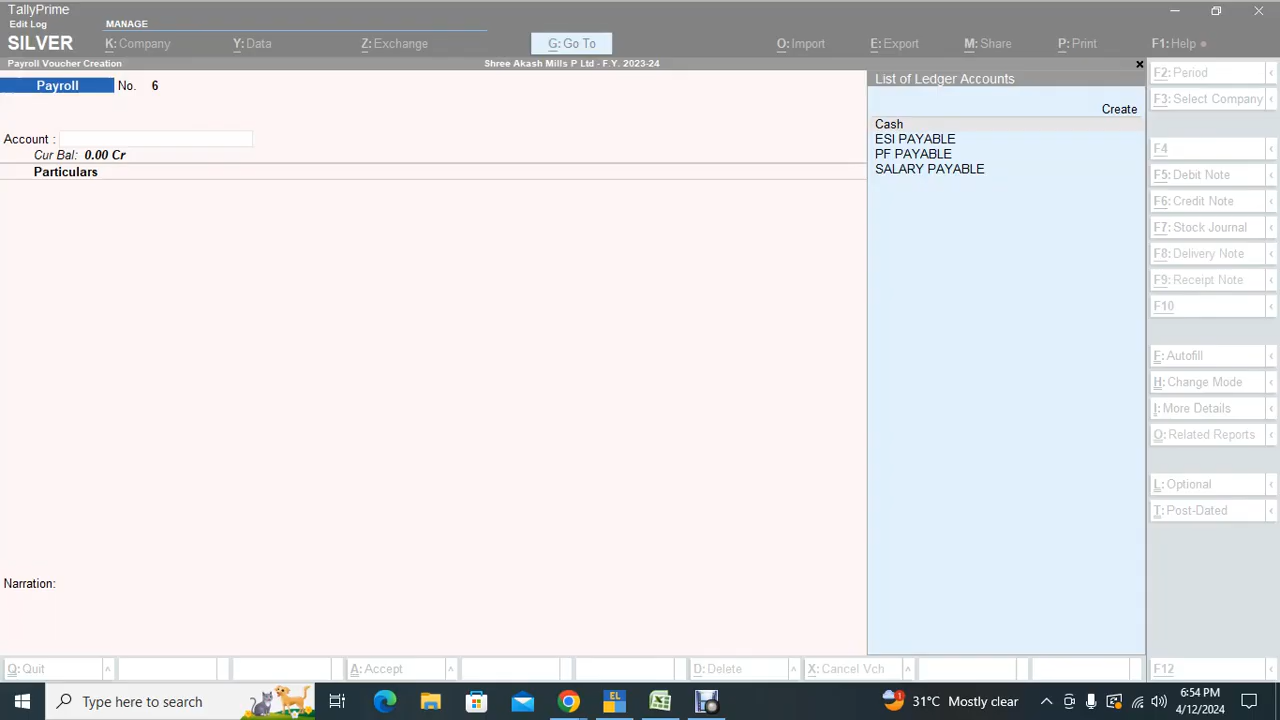 TallyPrime
Edit Log
SILVER
MANAGE
K: Company
Y: Data
Z: Exchange
G: Go To
O: Import
E: Export
M: Share
P: Print
F1: Help
Payroll Voucher Creation
Shree Akash Mills P Ltd - F.Y. 2023-24
Payroll No. 6
Account :
Cur Bal: 0.00 Cr
Particulars
Narration:
List of Ledger Accounts
Create
Cash
ESI PAYABLE
PF PAYABLE
SALARY PAYABLE
F2: Period
F3: Select Company
F4
F5: Debit Note
F6: Credit Note
F7: Stock Journal
F8: Delivery Note
F9: Receipt Note
F10
F: Autofill
H: Change Mode
I: More Details
O: Related Reports
L: Optional
T: Post-Dated
Q: Quit
A: Accept
D: Delete
X: Cancel Vch
F12
Type here to search
EL
31°C Mostly clear
6:54 PM
4/12/2024